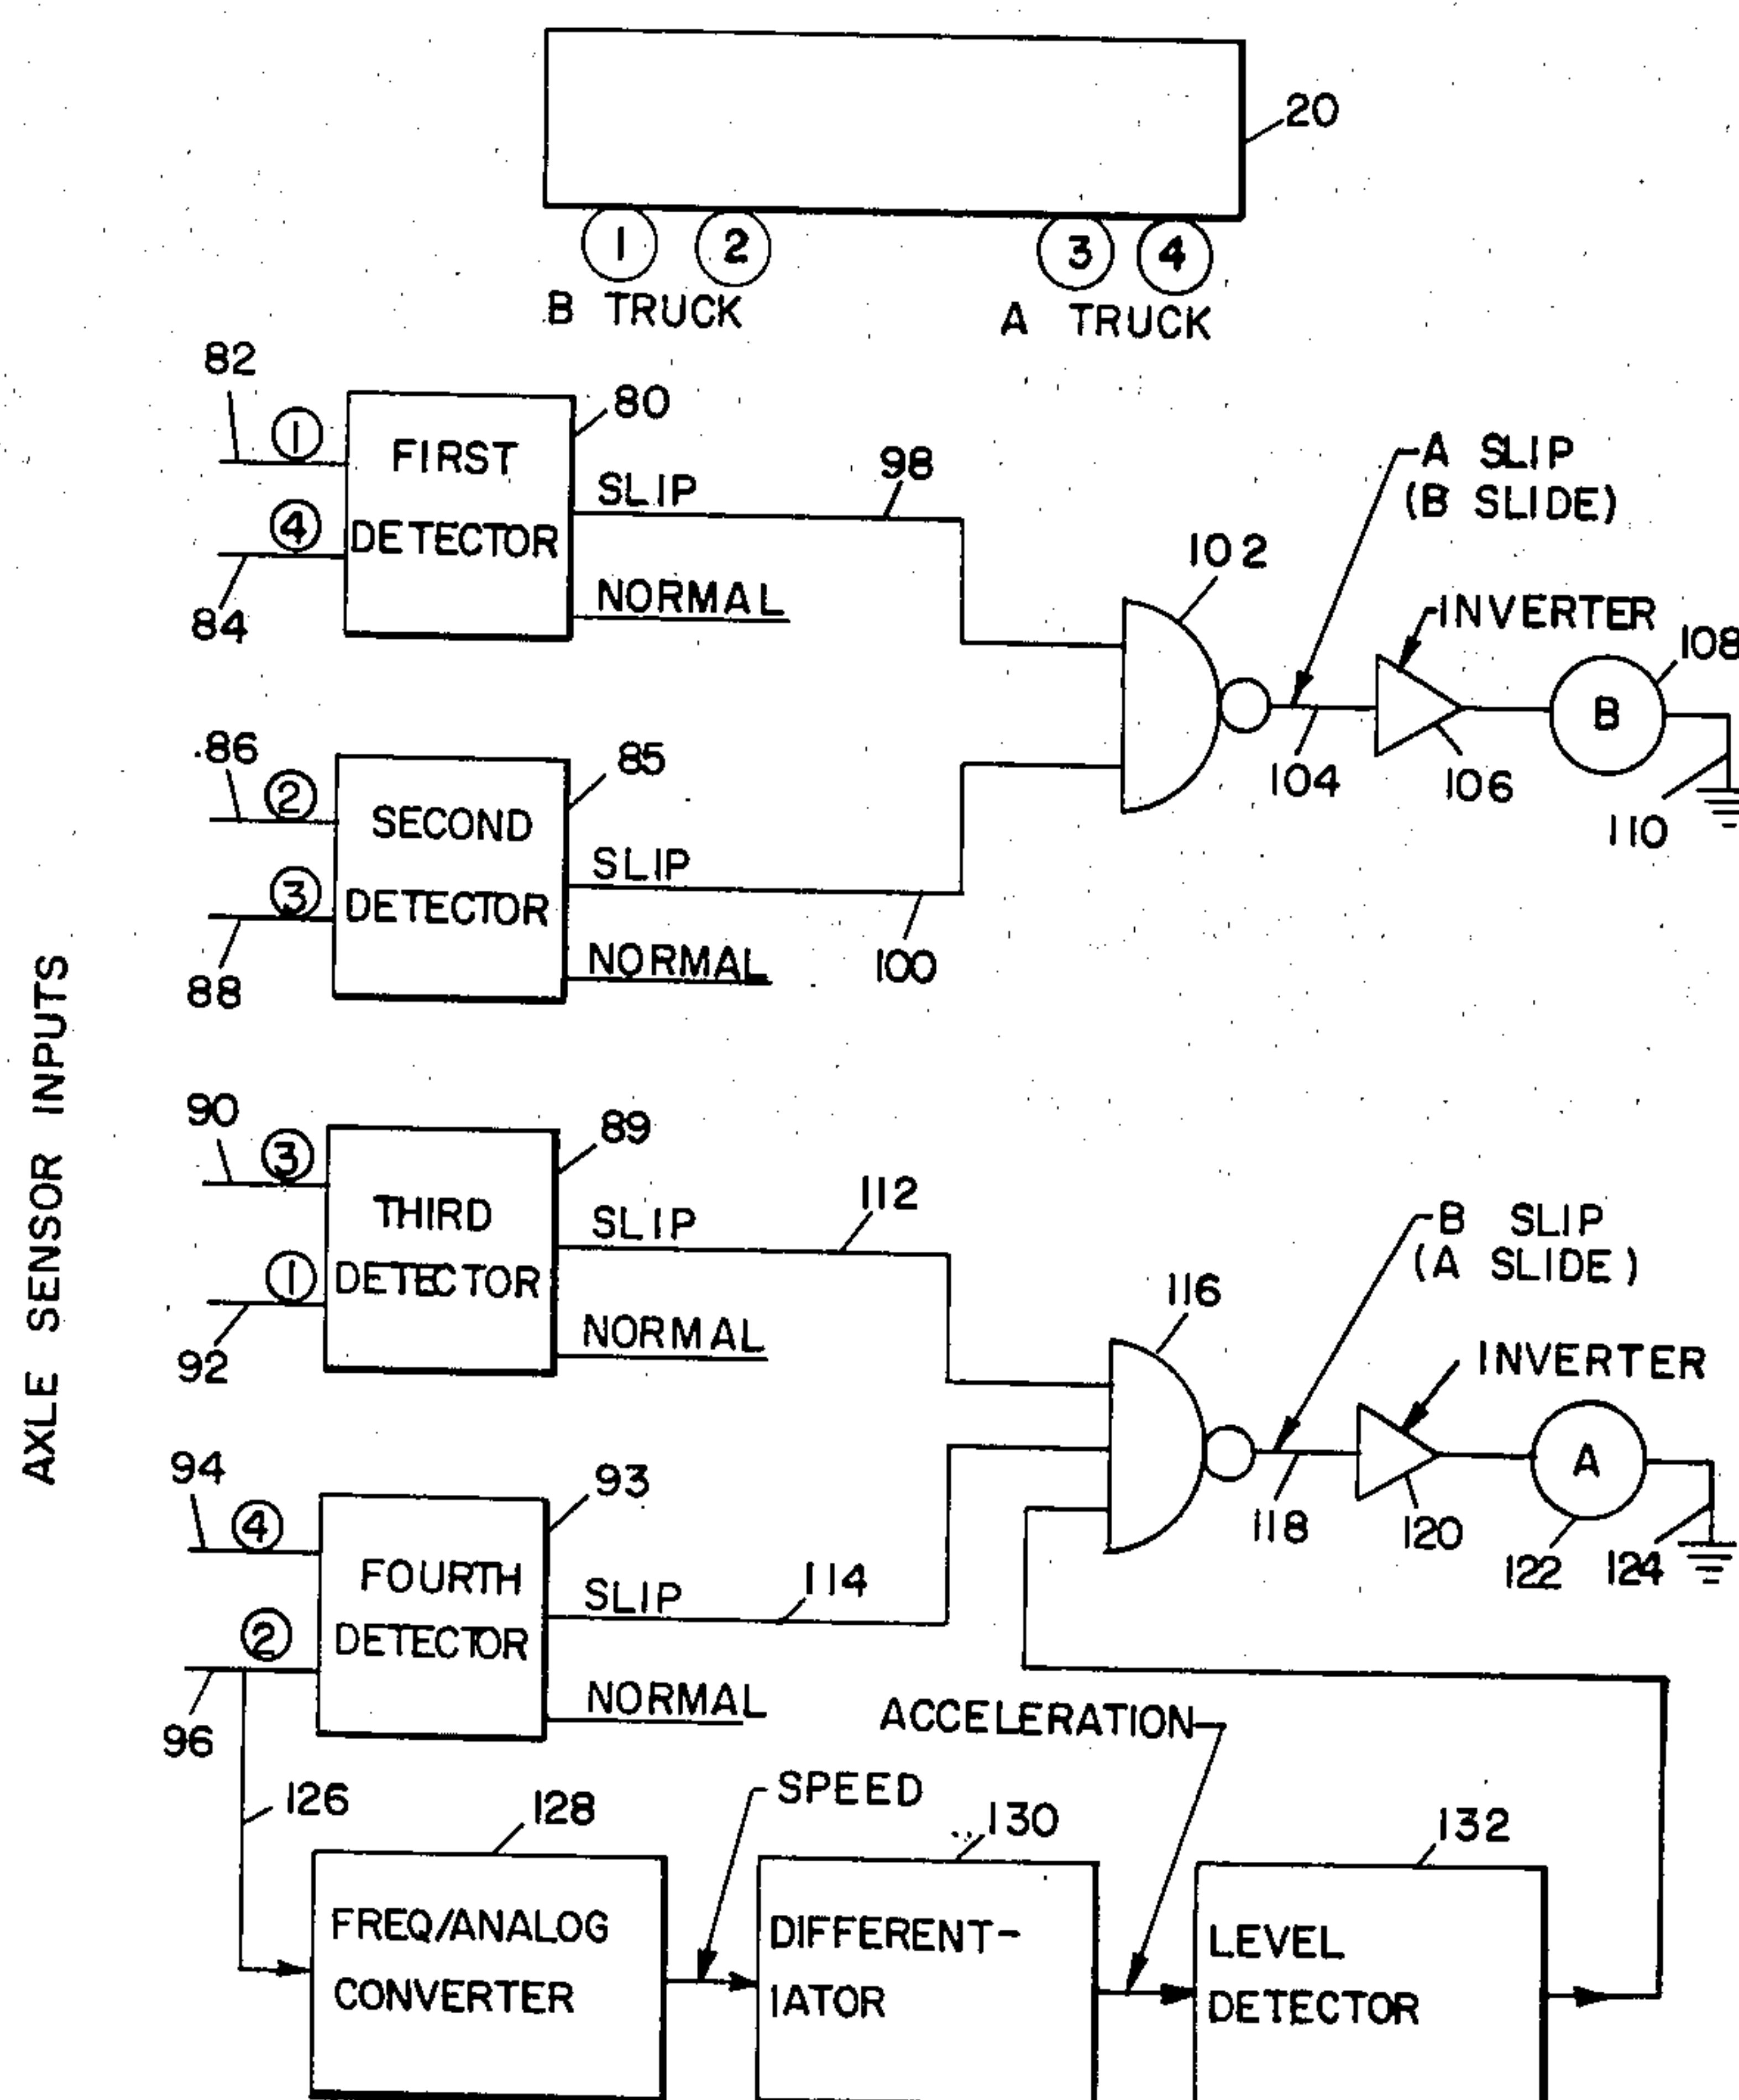 20
1 2 3 4
B TRUCK
A TRUCK
82
1
4
84
FIRST
DETECTOR
80
SLIP
98
NORMAL
102
A SLIP
(B SLIDE)
INVERTER
104
106
B
108
110
86
2
3
88
SECOND
DETECTOR
85
SLIP
100
NORMAL
AXLE SENSOR INPUTS
90
3
1
92
THIRD
DETECTOR
89
SLIP
112
NORMAL
116
B SLIP
(A SLIDE)
INVERTER
118
120
A
122
124
94
4
2
96
FOURTH
DETECTOR
93
SLIP
114
NORMAL
126
128
FREQ/ANALOG
CONVERTER
SPEED
130
DIFFERENT-
IATOR
ACCELERATION
132
LEVEL
DETECTOR